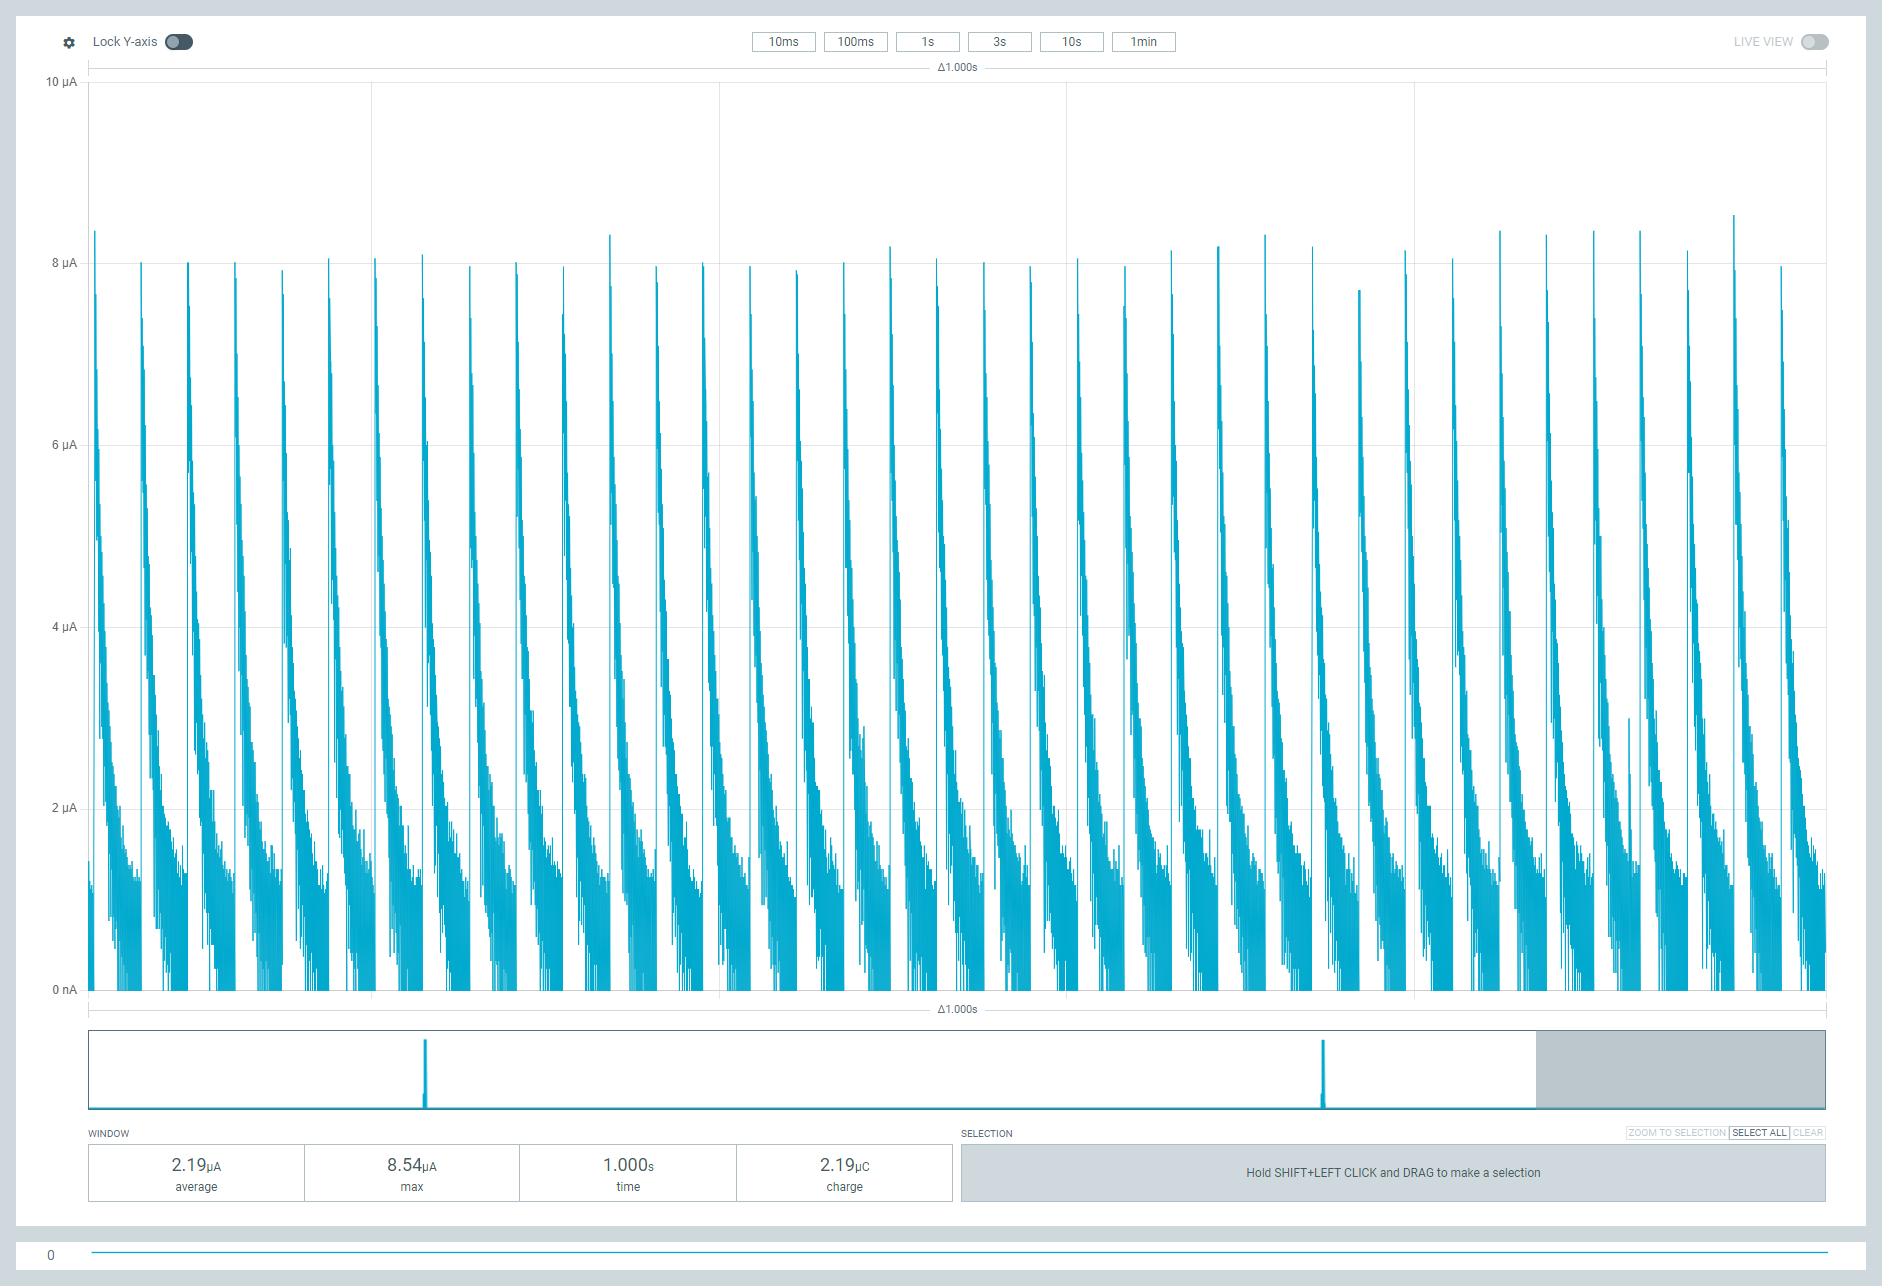 Lock Y-axis
10ms 100ms 1s 3s 10s 1min
LIVE VIEW
Δ1.000s
10 µA
8 µA
6 µA
4 µA
2 µA
0 nA
Δ1.000s
WINDOW
2.19µA 8.54µA 1.000s 2.19µC
average max time charge
SELECTION
ZOOM TO SELECTION SELECT ALL CLEAR
Hold SHIFT+LEFT CLICK and DRAG to make a selection
0